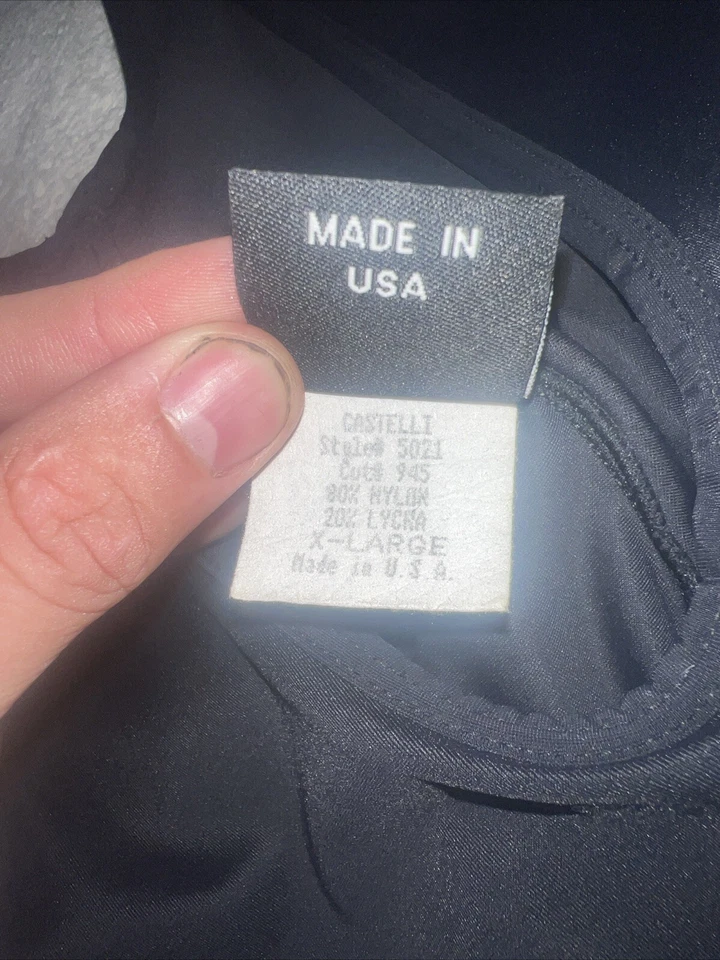 MADE IN
USA
CASTELLI
Style# 5021
Cut# 945
80% NYLON
20% LYCRA
X-LARGE
Made in U.S.A.